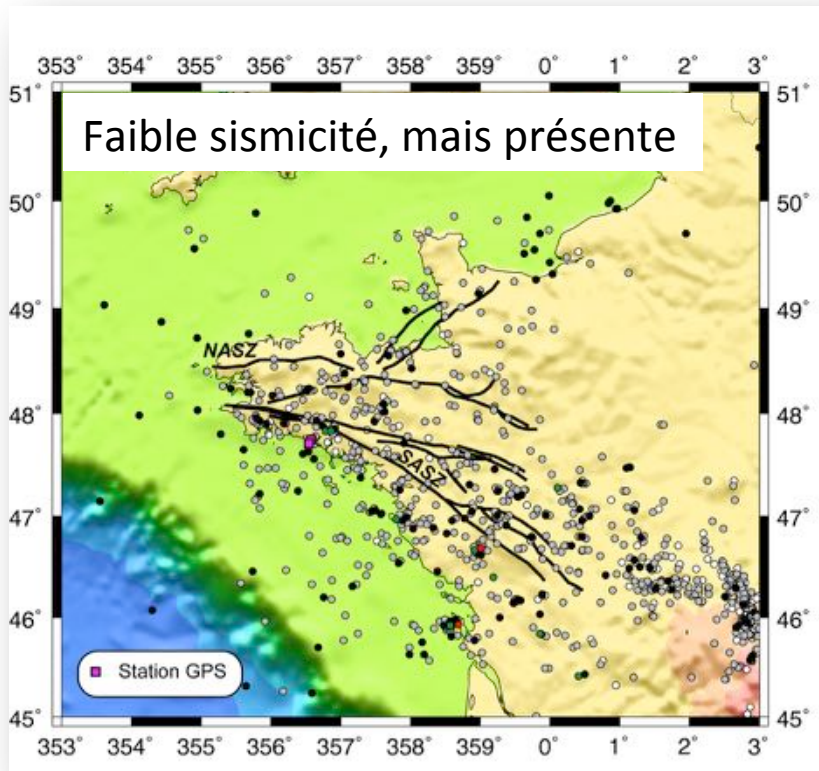 353° 354° 355° 356° 357° 358° 359° 0° 1° 2° 3°
51° 51°
Faible sismicité, mais présente
50° 50°
49° 49°
NASZ
48° 48°
SASZ
47° 47°
46° 46°
Station GPS
45° 45°
353° 354° 355° 356° 357° 358° 359° 0° 1° 2° 3°